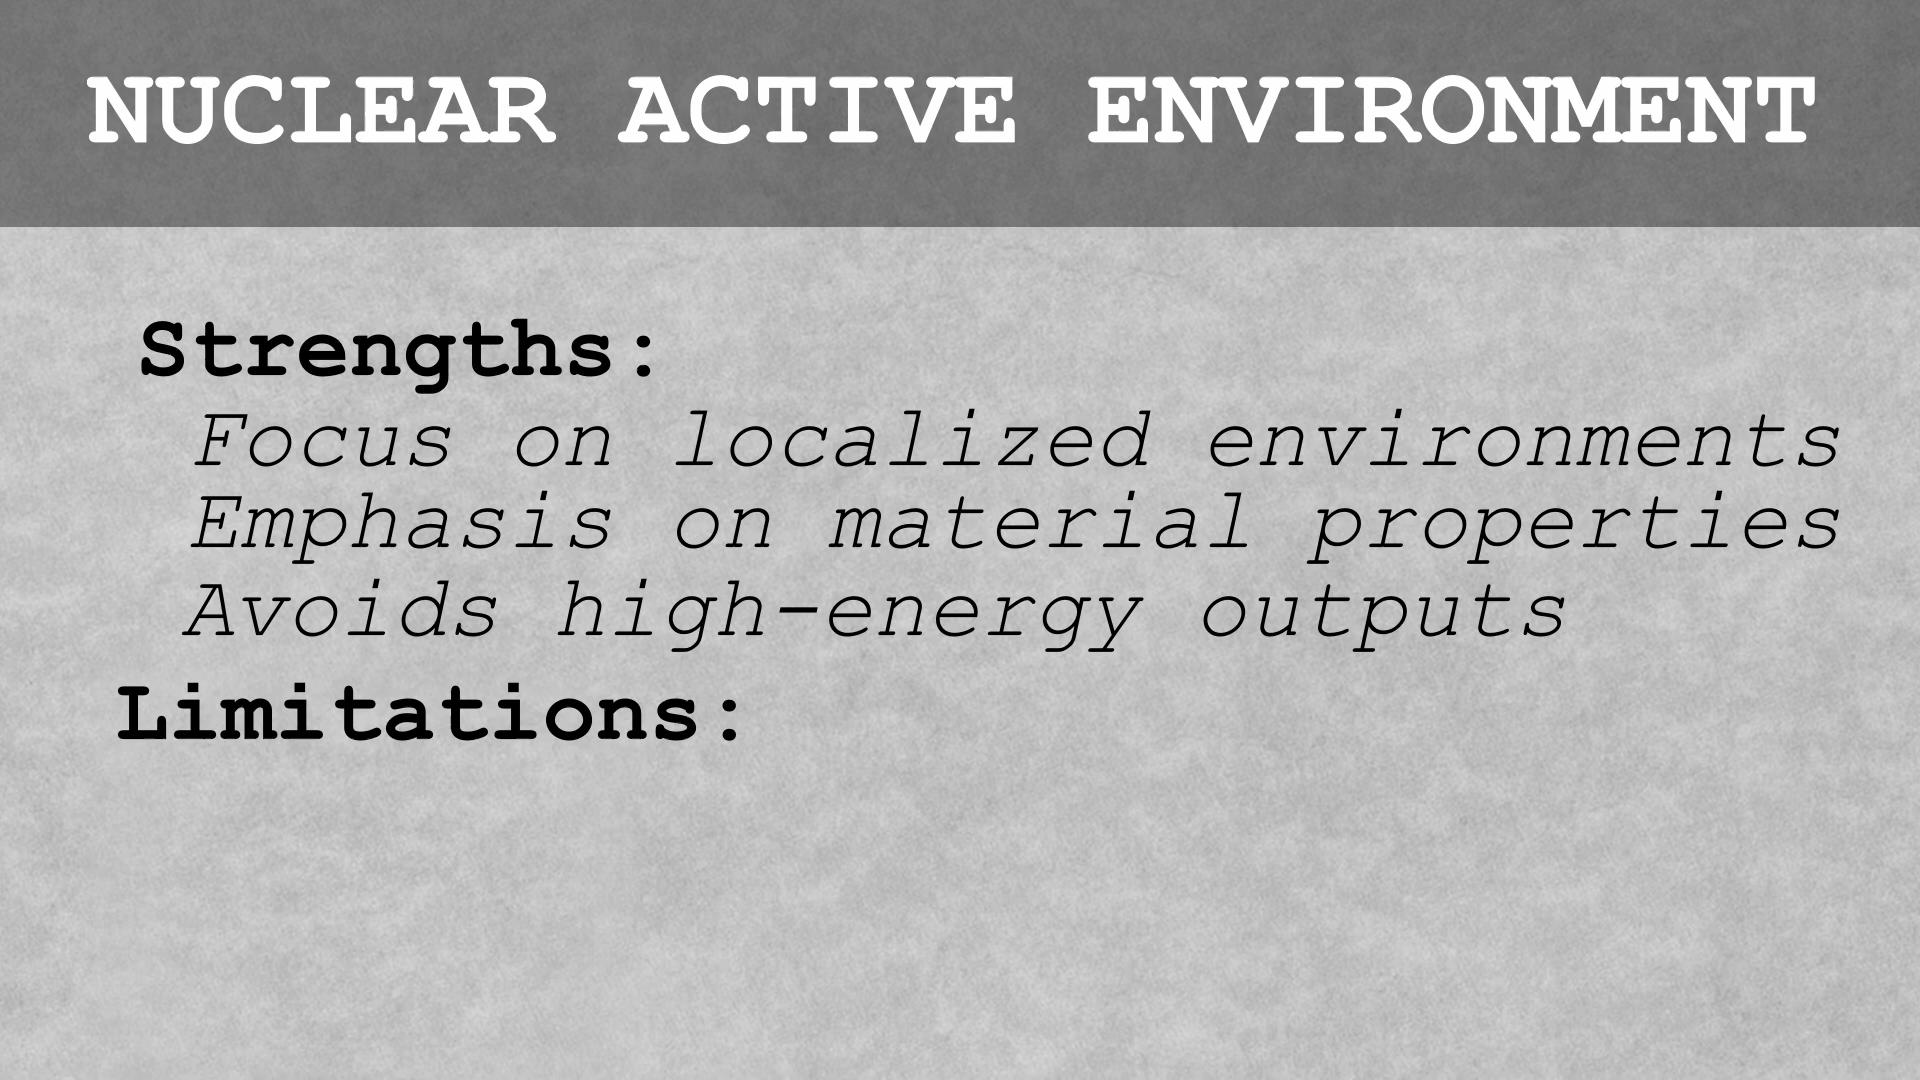 NUCLEAR ACTIVE ENVIRONMENT
Strengths:
Focus on localized environments
Emphasis on material properties
Avoids high-energy outputs
Limitations: